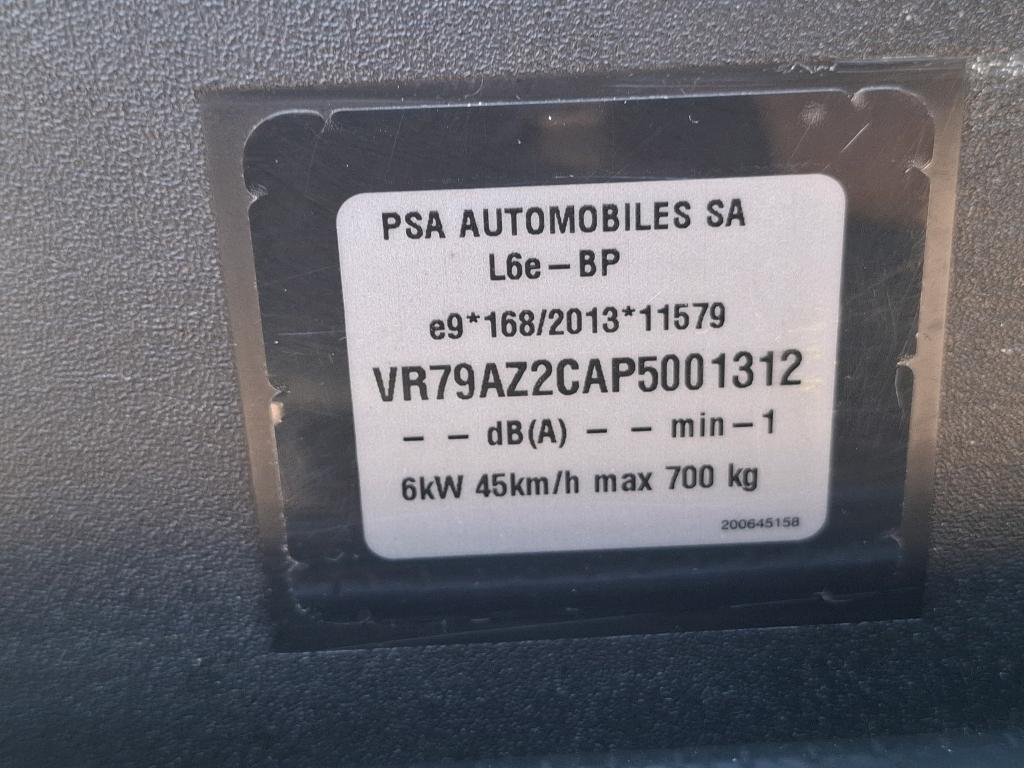 PSA AUTOMOBILES SA
L6e-BP
e9*168/2013*11579
VR79AZ2CAP5001312
- - dB(A) - - min-1
6kW 45km/h max 700 kg
200645158